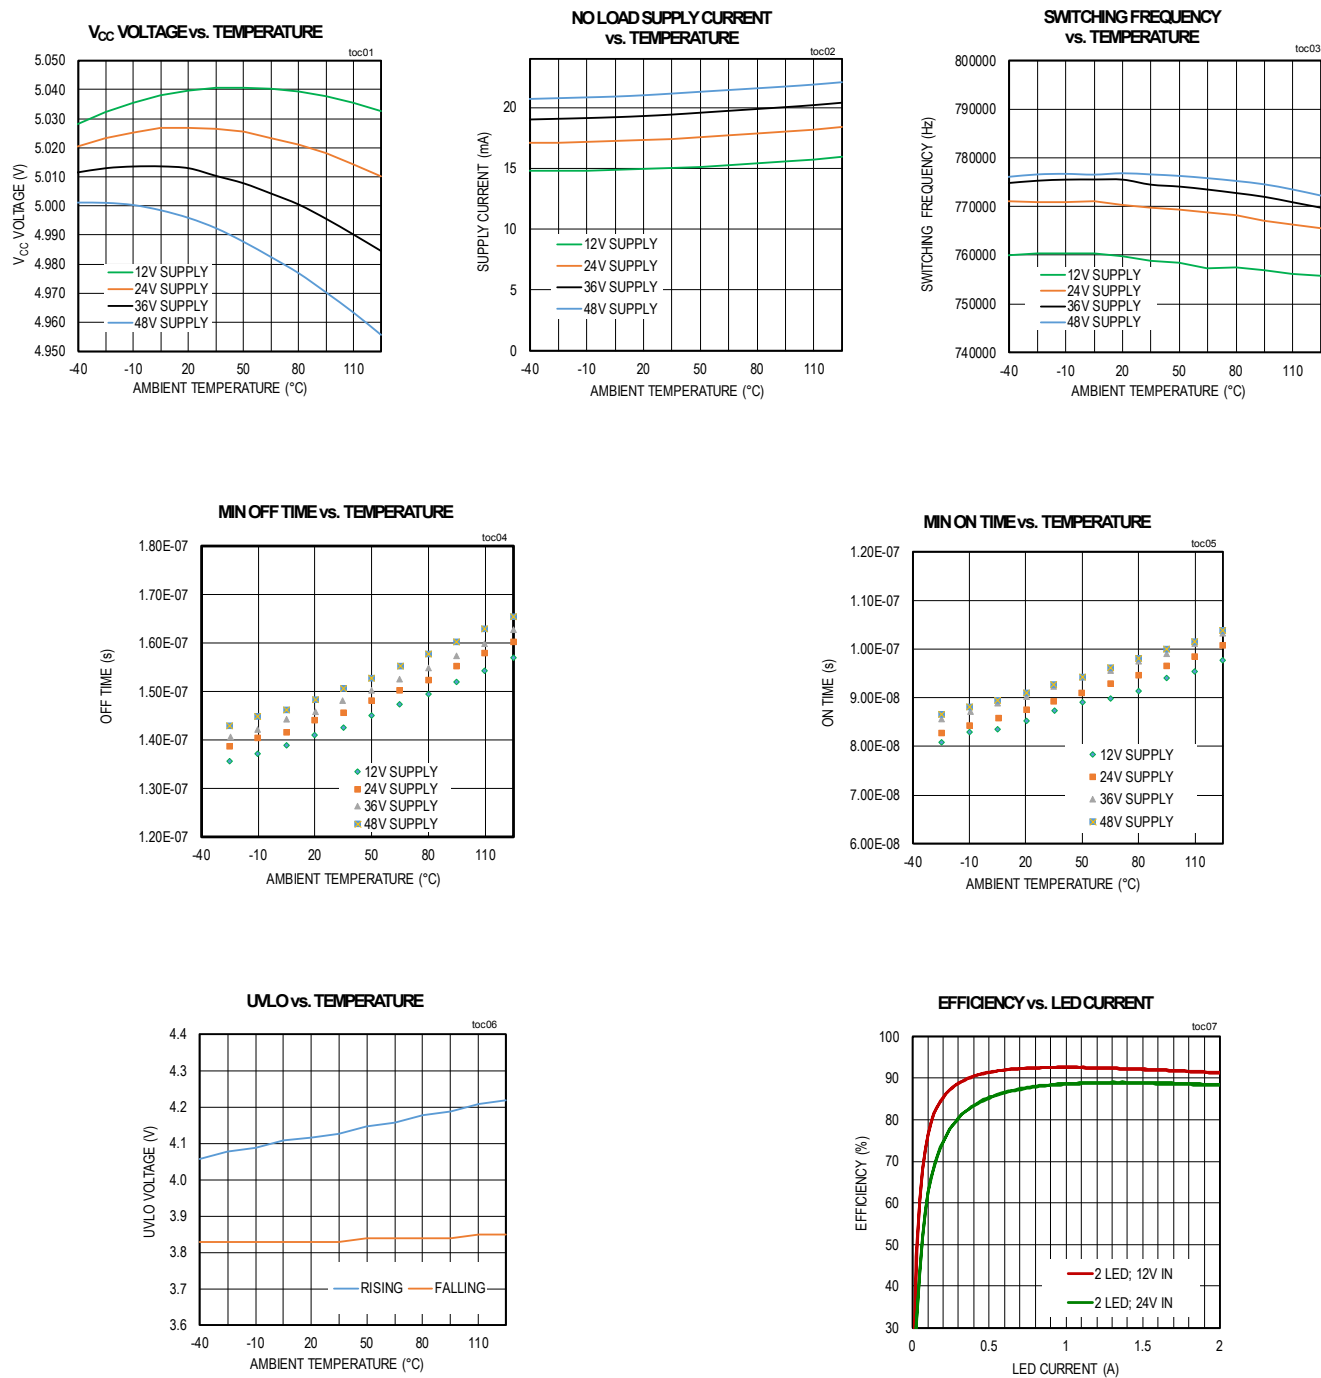 V_CC VOLTAGE vs. TEMPERATURE
toc01
5.050
5.040
5.030
5.020
5.010
5.000
4.990
4.980
4.970
4.960
4.950
V_CC VOLTAGE (V)
12V SUPPLY
24V SUPPLY
36V SUPPLY
48V SUPPLY
-40 -10 20 50 80 110
AMBIENT TEMPERATURE (°C)
NO LOAD SUPPLY CURRENT
vs. TEMPERATURE
toc02
20
15
10
5
0
SUPPLY CURRENT (mA)
12V SUPPLY
24V SUPPLY
36V SUPPLY
48V SUPPLY
-40 -10 20 50 80 110
AMBIENT TEMPERATURE (°C)
SWITCHING FREQUENCY
vs. TEMPERATURE
toc03
800000
790000
780000
770000
760000
750000
740000
SWITCHING FREQUENCY (Hz)
12V SUPPLY
24V SUPPLY
36V SUPPLY
48V SUPPLY
-40 -10 20 50 80 110
AMBIENT TEMPERATURE (°C)
MIN OFF TIME vs. TEMPERATURE
toc04
1.80E-07
1.70E-07
1.60E-07
1.50E-07
1.40E-07
1.30E-07
1.20E-07
OFF TIME (s)
12V SUPPLY
24V SUPPLY
36V SUPPLY
48V SUPPLY
-40 -10 20 50 80 110
AMBIENT TEMPERATURE (°C)
MIN ON TIME vs. TEMPERATURE
toc05
1.20E-07
1.10E-07
1.00E-07
9.00E-08
8.00E-08
7.00E-08
6.00E-08
ON TIME (s)
12V SUPPLY
24V SUPPLY
36V SUPPLY
48V SUPPLY
-40 -10 20 50 80 110
AMBIENT TEMPERATURE (°C)
UVLO vs. TEMPERATURE
toc06
4.4
4.3
4.2
4.1
4.0
3.9
3.8
3.7
3.6
UVLO VOLTAGE (V)
RISING FALLING
-40 -10 20 50 80 110
AMBIENT TEMPERATURE (°C)
EFFICIENCY vs. LED CURRENT
toc07
100
90
80
70
60
50
40
30
EFFICIENCY (%)
2 LED; 12V IN
2 LED; 24V IN
0 0.5 1 1.5 2
LED CURRENT (A)